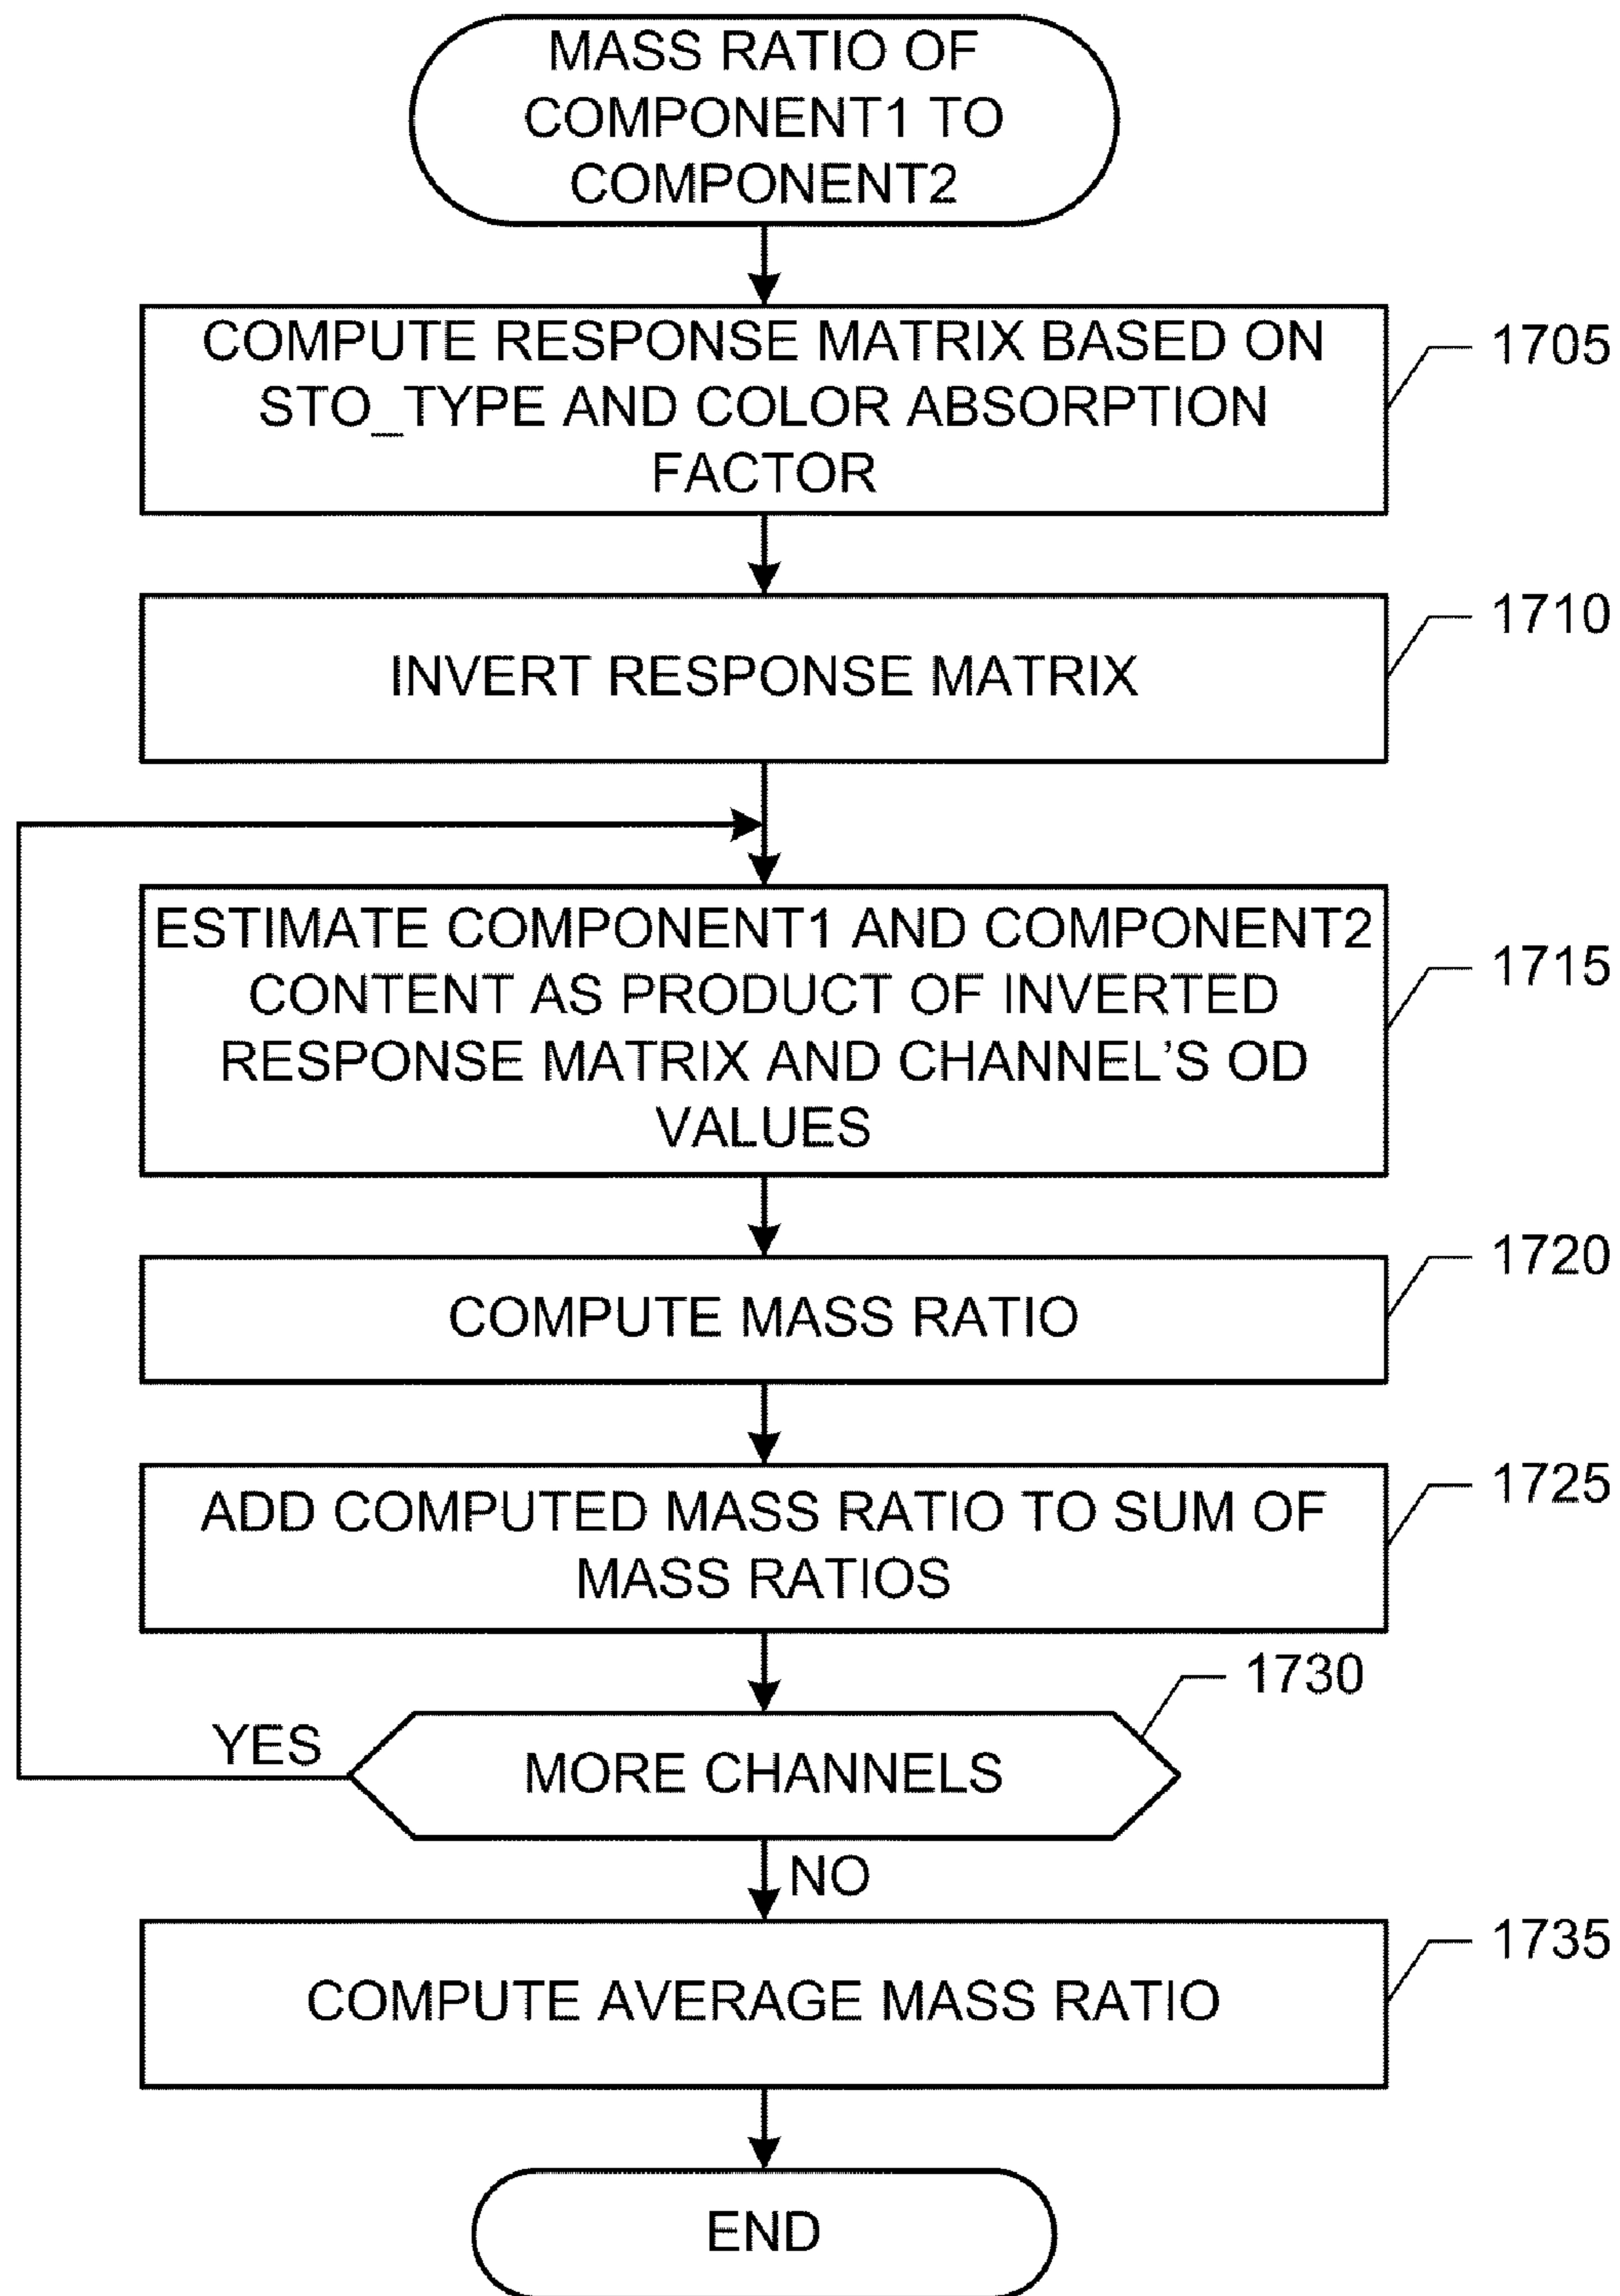 MASS RATIO OF
COMPONENT1 TO
COMPONENT2
COMPUTE RESPONSE MATRIX BASED ON
STO_TYPE AND COLOR ABSORPTION
FACTOR
1705
INVERT RESPONSE MATRIX
1710
ESTIMATE COMPONENT1 AND COMPONENT2
CONTENT AS PRODUCT OF INVERTED
RESPONSE MATRIX AND CHANNEL'S OD
VALUES
1715
COMPUTE MASS RATIO
1720
ADD COMPUTED MASS RATIO TO SUM OF
MASS RATIOS
1725
MORE CHANNELS
1730
YES
NO
COMPUTE AVERAGE MASS RATIO
1735
END